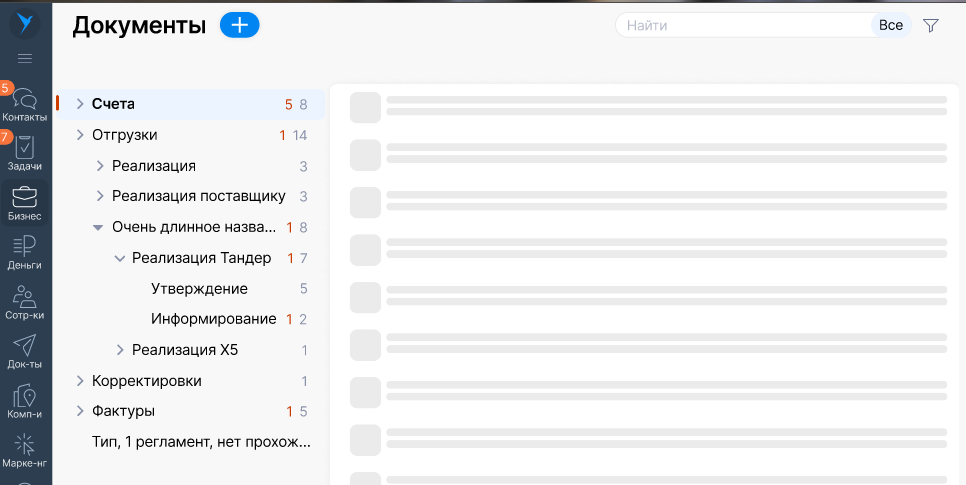 Документы
Найти
Все
5
Контакты
7
Задачи
Бизнес
Деньги
Сотр-ки
Док-ты
Комп-и
Марке-нг
Счета 5 8
Отгрузки 1 14
Реализация 3
Реализация поставщику 3
Очень длинное назва... 1 8
Реализация Тандер 1 7
Утверждение 5
Информирование 1 2
Реализация X5 1
Корректировки 1
Фактуры 1 5
Тип, 1 регламент, нет прохож...